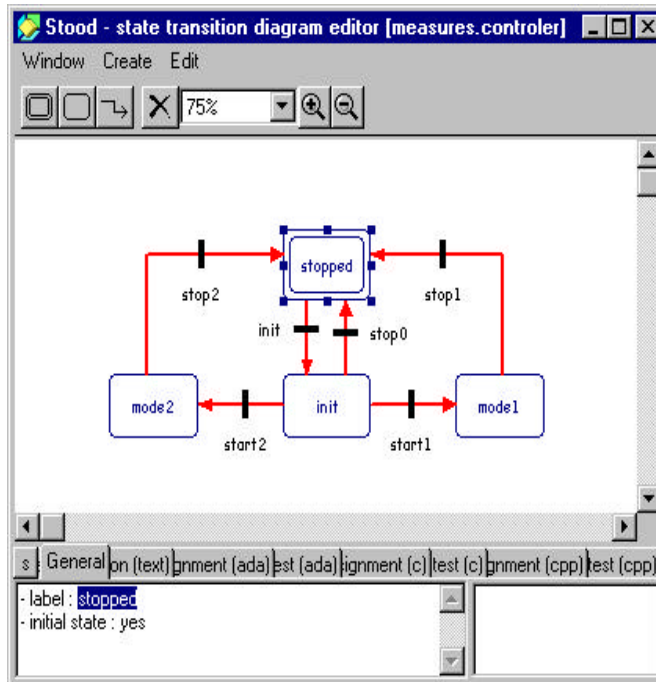 Stood - state transition diagram editor [measures.controler]
Window Create Edit
75%
stopped
stop2
stop1
init
stop0
mode2
init
mode1
start2
start1
s General on (text) gnment (ada) est (ada) signment (c) test (c) gnment (cpp) test (cpp)
- label : stopped
- initial state : yes